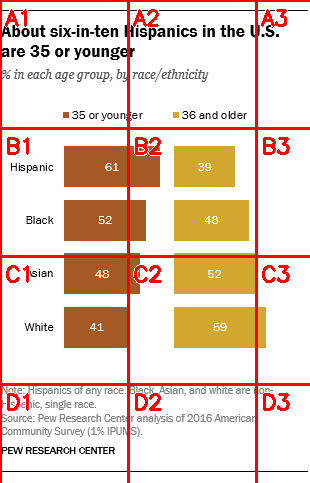 About six-in-ten Hispanics in the U.S.
are 35 or younger
% in each age group, by race/ethnicity
35 or younger 36 and older
Hispanic 61 39
Black 52 48
Asian 48 52
White 41 59
Note: Hispanics of any race. Black, Asian, and white are non-
Hispanic, single race.
Source: Pew Research Center analysis of 2016 American
Community Survey (1% IPUMS).
PEW RESEARCH CENTER
A1 A2 A3
B1 B2 B3
C1 C2 C3
D1 D2 D3